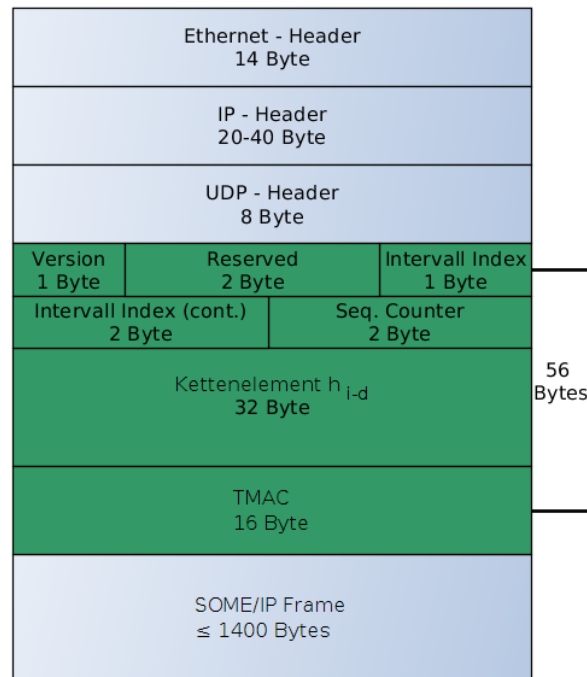 Ethernet - Header
14 Byte
IP - Header
20-40 Byte
UDP - Header
8 Byte
Version
1 Byte
Reserved
2 Byte
Intervall Index
1 Byte
Intervall Index (cont.)
2 Byte
Seq. Counter
2 Byte
Kettenelement h i-d
32 Byte
56
Bytes
TMAC
16 Byte
SOME/IP Frame
≤ 1400 Bytes